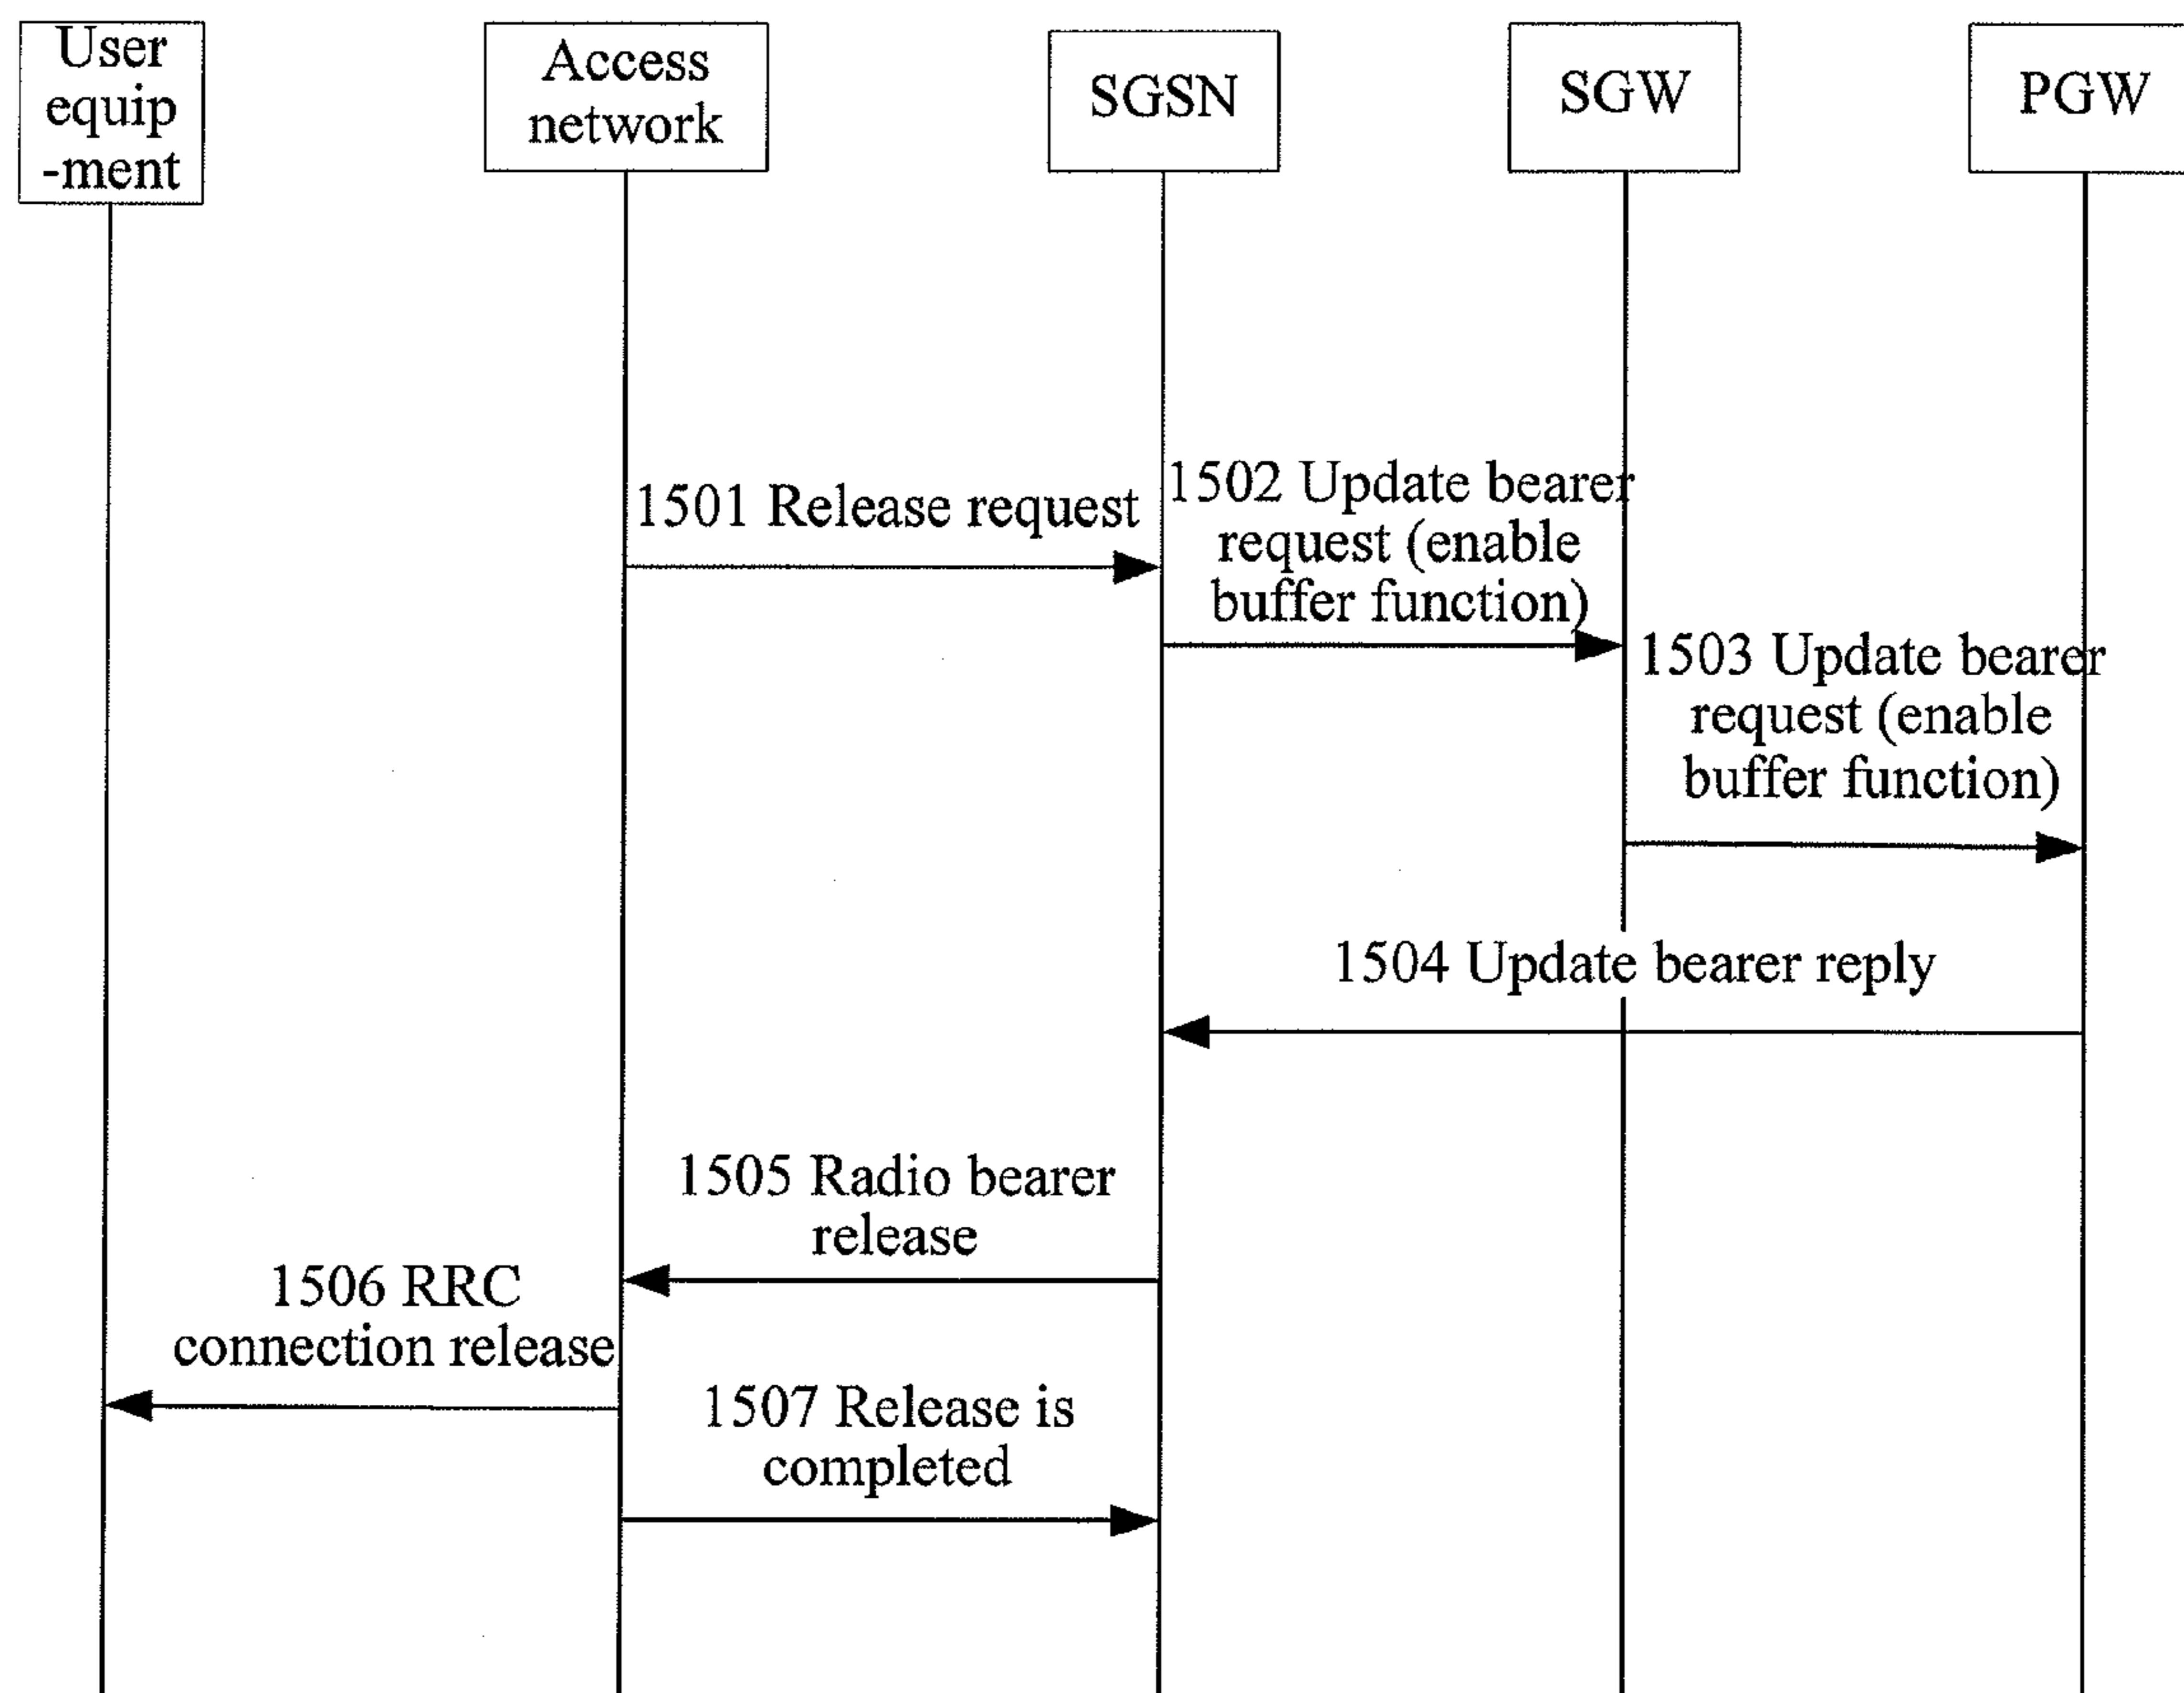 User
equip
-ment
Access
network
SGSN
SGW
PGW
1501 Release request
1502 Update bearer
request (enable
buffer function)
1503 Update bearer
request (enable
buffer function)
1504 Update bearer reply
1505 Radio bearer
release
1506 RRC
connection release
1507 Release is
completed